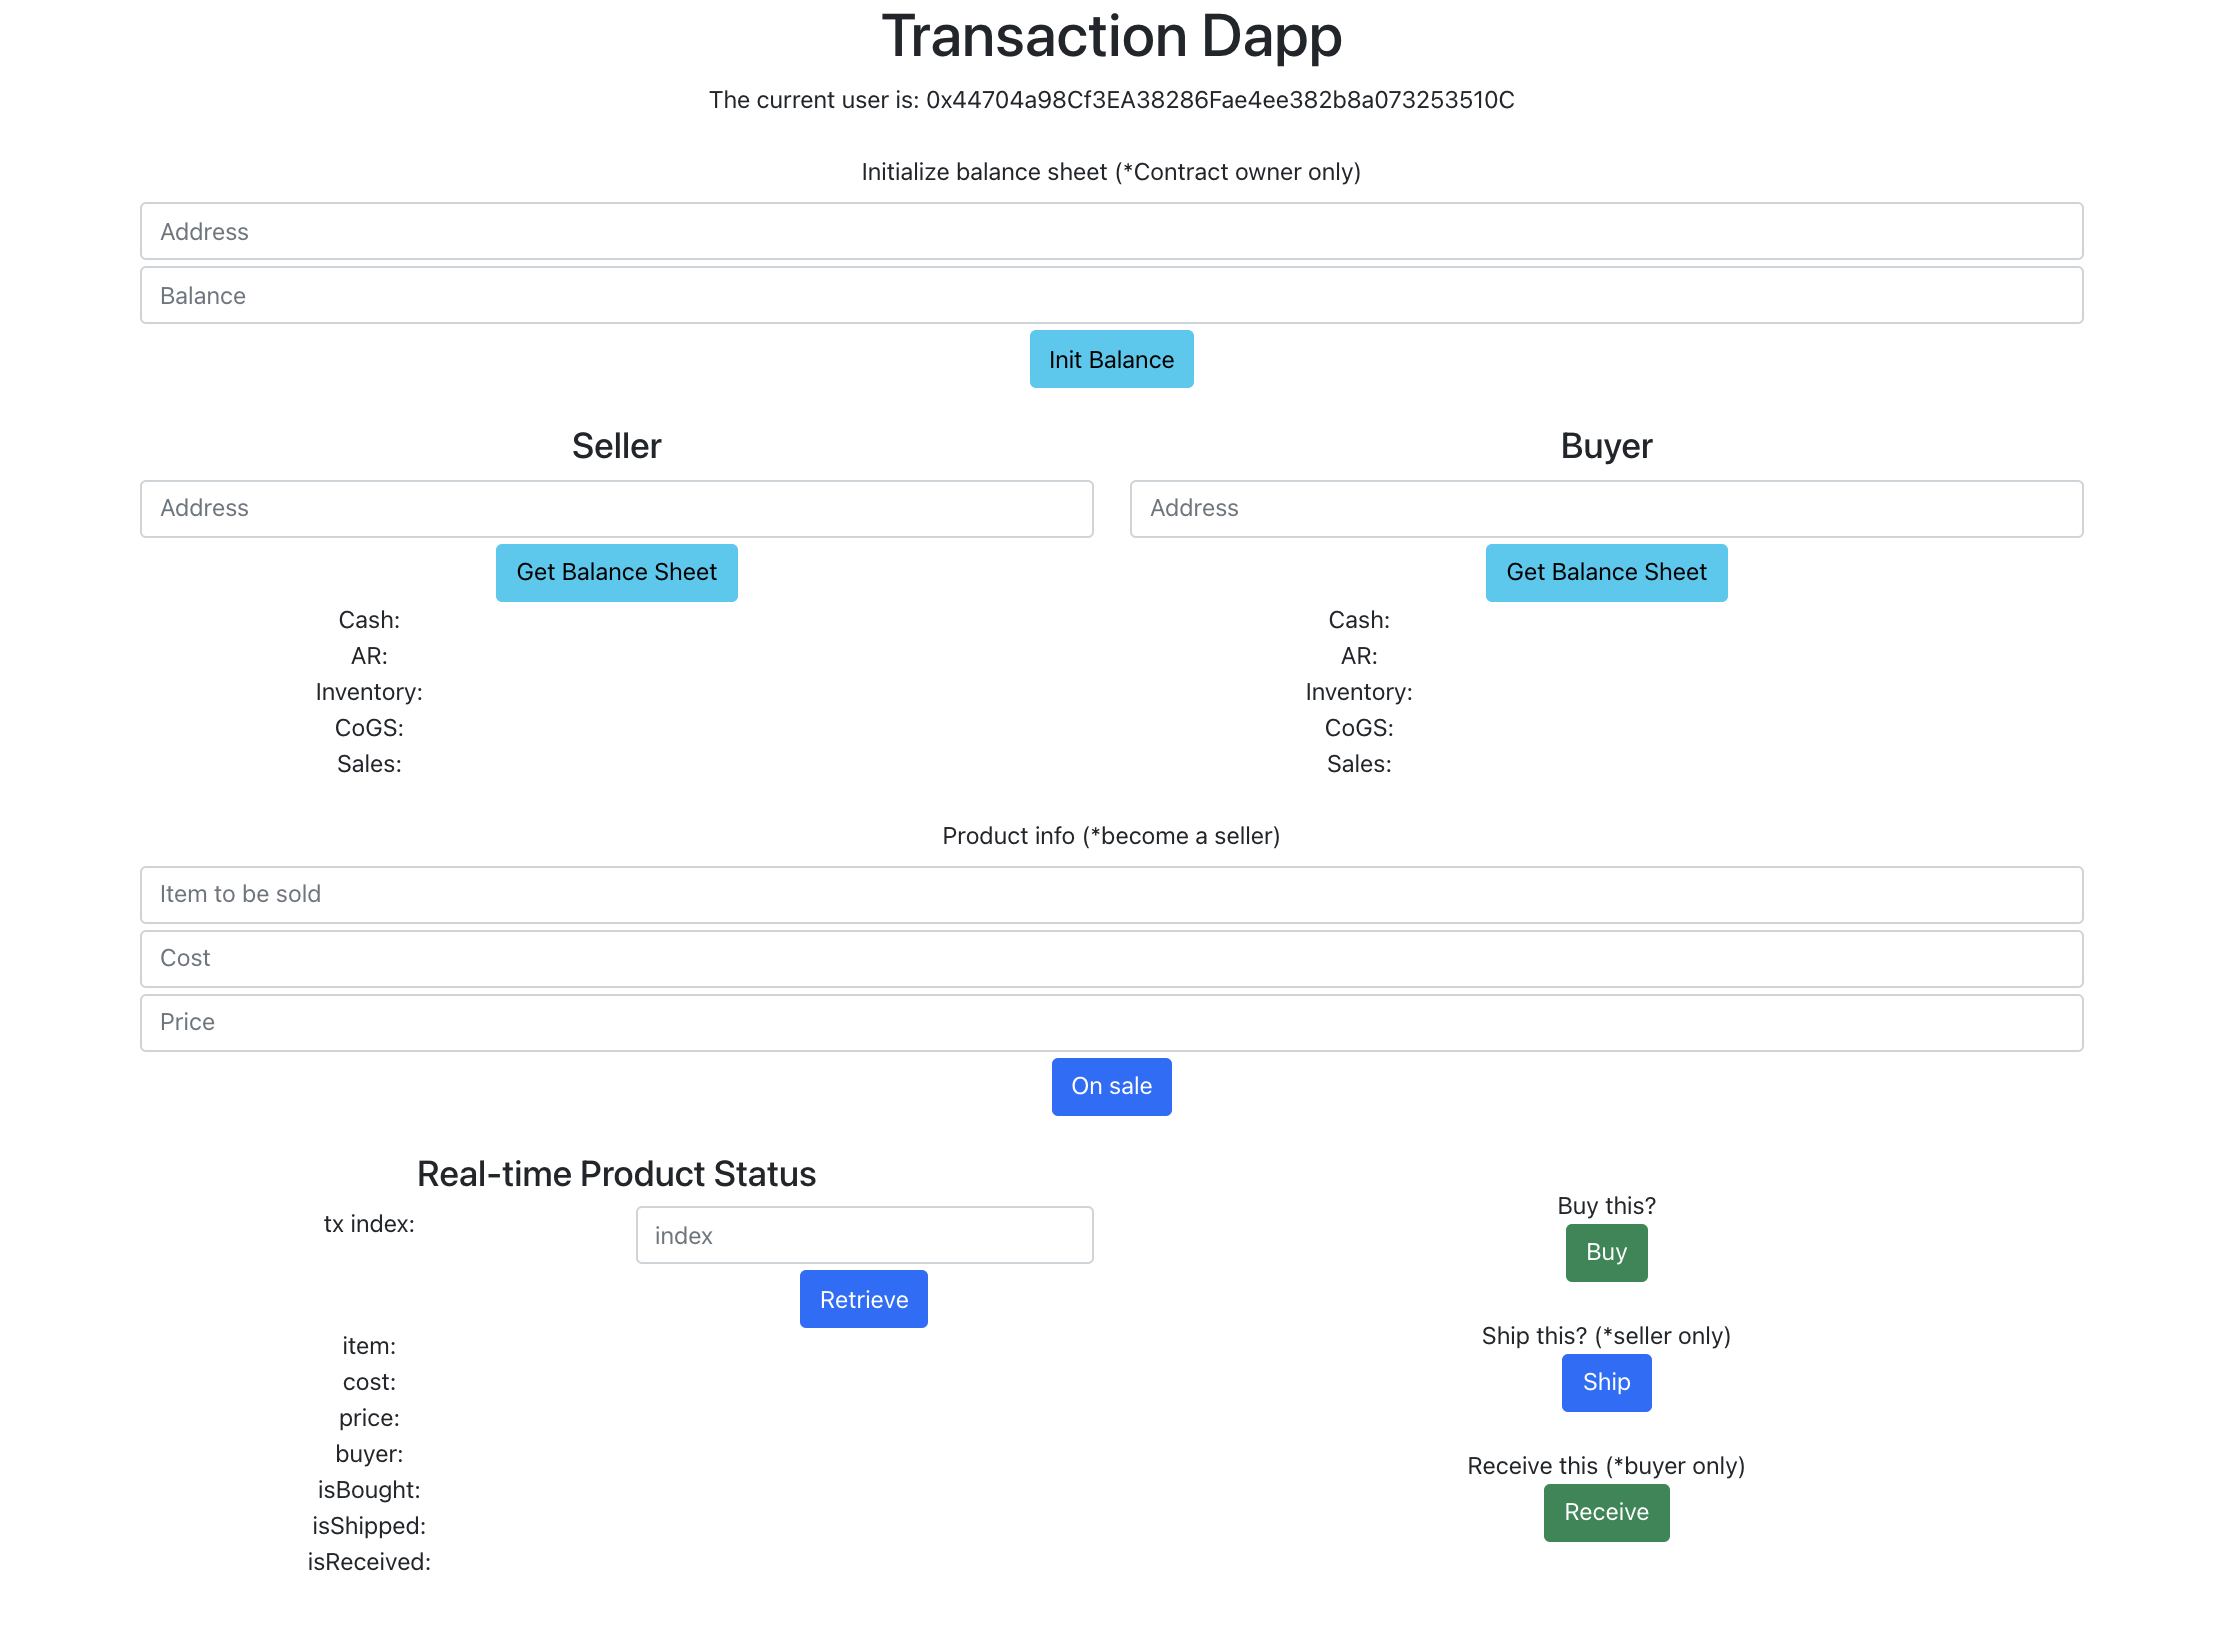 Transaction Dapp
The current user is: 0x44704a98Cf3EA38286Fae4ee382b8a073253510C
Initialize balance sheet (*Contract owner only)
Address
Balance
Init Balance
Seller
Address
Get Balance Sheet
Cash:
AR:
Inventory:
CoGS:
Sales:
Buyer
Address
Get Balance Sheet
Cash:
AR:
Inventory:
CoGS:
Sales:
Product info (*become a seller)
Item to be sold
Cost
Price
On sale
Real-time Product Status
tx index:
index
Retrieve
item:
cost:
price:
buyer:
isBought:
isShipped:
isReceived:
Buy this?
Buy
Ship this? (*seller only)
Ship
Receive this (*buyer only)
Receive